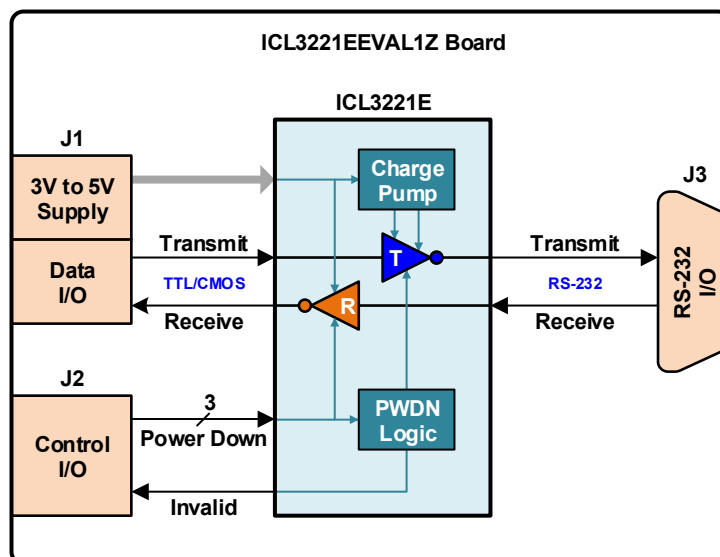 ICL3221EEVAL1Z Board
ICL3221E
J1
3V to 5V
Supply
Data
I/O
Charge
Pump
J3
Transmit
T
Transmit
TTL/CMOS
RS-232
RS-232
I/O
Receive
R
Receive
J2
Control
I/O
3
Power Down
PWDN
Logic
Invalid